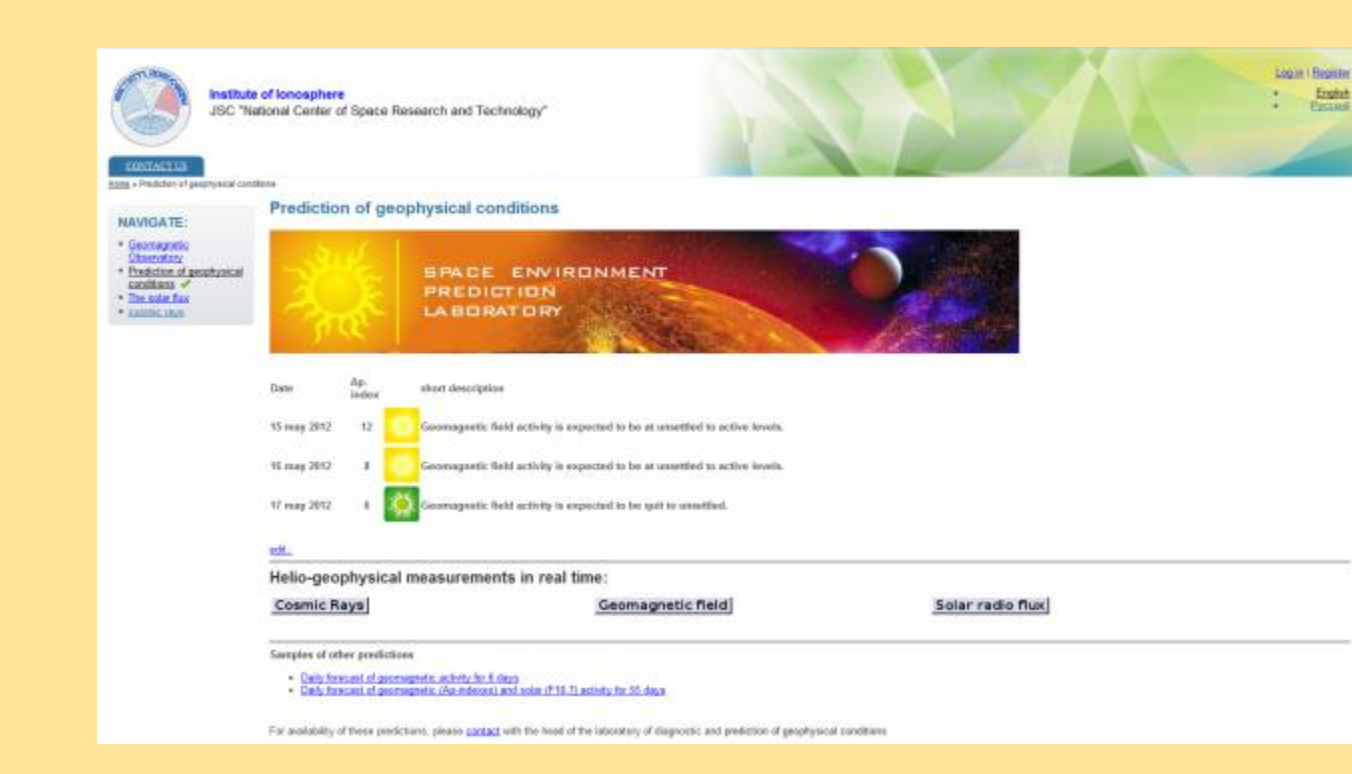 Institute of Ionosphere
JSC "National Center of Space Research and Technology"
Log in | Register
English
Русский
CONTACT US
home » Prediction of geophysical conditions
NAVIGATE:
Geomagnetic
Observatory
Prediction of geophysical
conditions
The solar flux
cosmic rays
Prediction of geophysical conditions
SPACE ENVIRONMENT
PREDICTION
LABORATORY
Date Ap-index short description
15 may 2012 12 Geomagnetic field activity is expected to be at unsettled to active levels.
16 may 2012 8 Geomagnetic field activity is expected to be at unsettled to active levels.
17 may 2012 6 Geomagnetic field activity is expected to be quit to unsettled.
edit..
Helio-geophysical measurements in real time:
Cosmic Rays Geomagnetic field Solar radio flux
Samples of other predictions
Daily forecast of geomagnetic activity for 6 days
Daily forecast of geomagnetic (Ap-indexes) and solar (F10.7) activity for 55 days
For availability of these predictions, please contact with the head of the laboratory of diagnostic and prediction of geophysical conditions